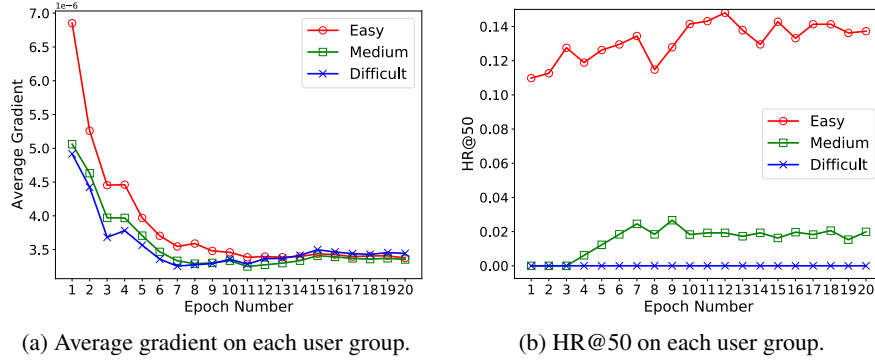 1e−6
7.0
6.5
6.0
5.5
5.0
4.5
4.0
3.5
Average Gradient
Easy
Medium
Difficult
1 2 3 4 5 6 7 8 9 10 11 12 13 14 15 16 17 18 19 20
Epoch Number
(a) Average gradient on each user group.
0.14
0.12
0.10
0.08
0.06
0.04
0.02
0.00
HR@50
Easy
Medium
Difficult
1 2 3 4 5 6 7 8 9 10 11 12 13 14 15 16 17 18 19 20
Epoch Number
(b) HR@50 on each user group.